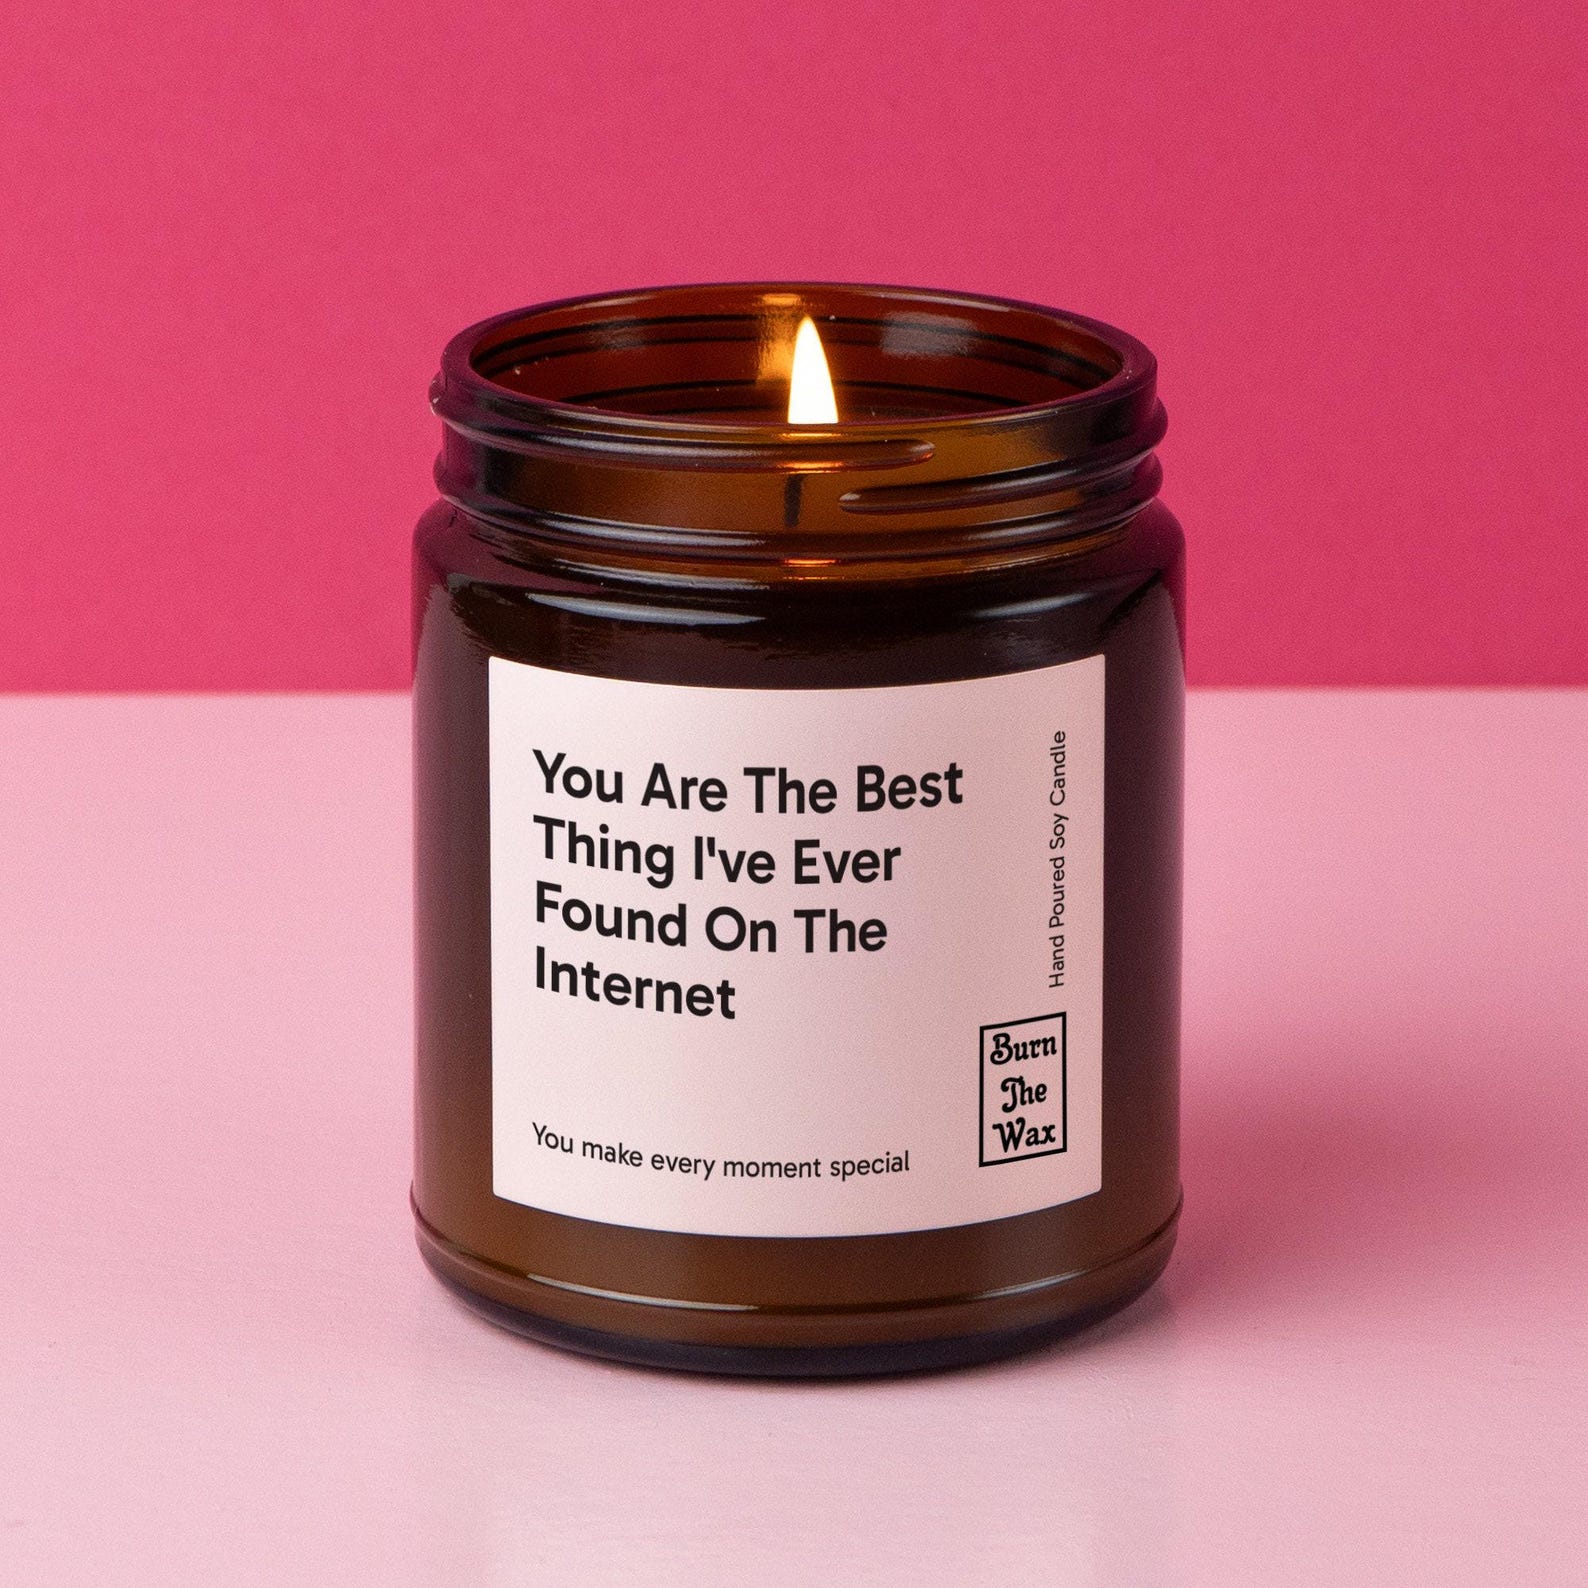 You Are The Best
Thing I've Ever
Found On The
Internet
You make every moment special
Hand Poured Soy Candle
Burn
The
Wax